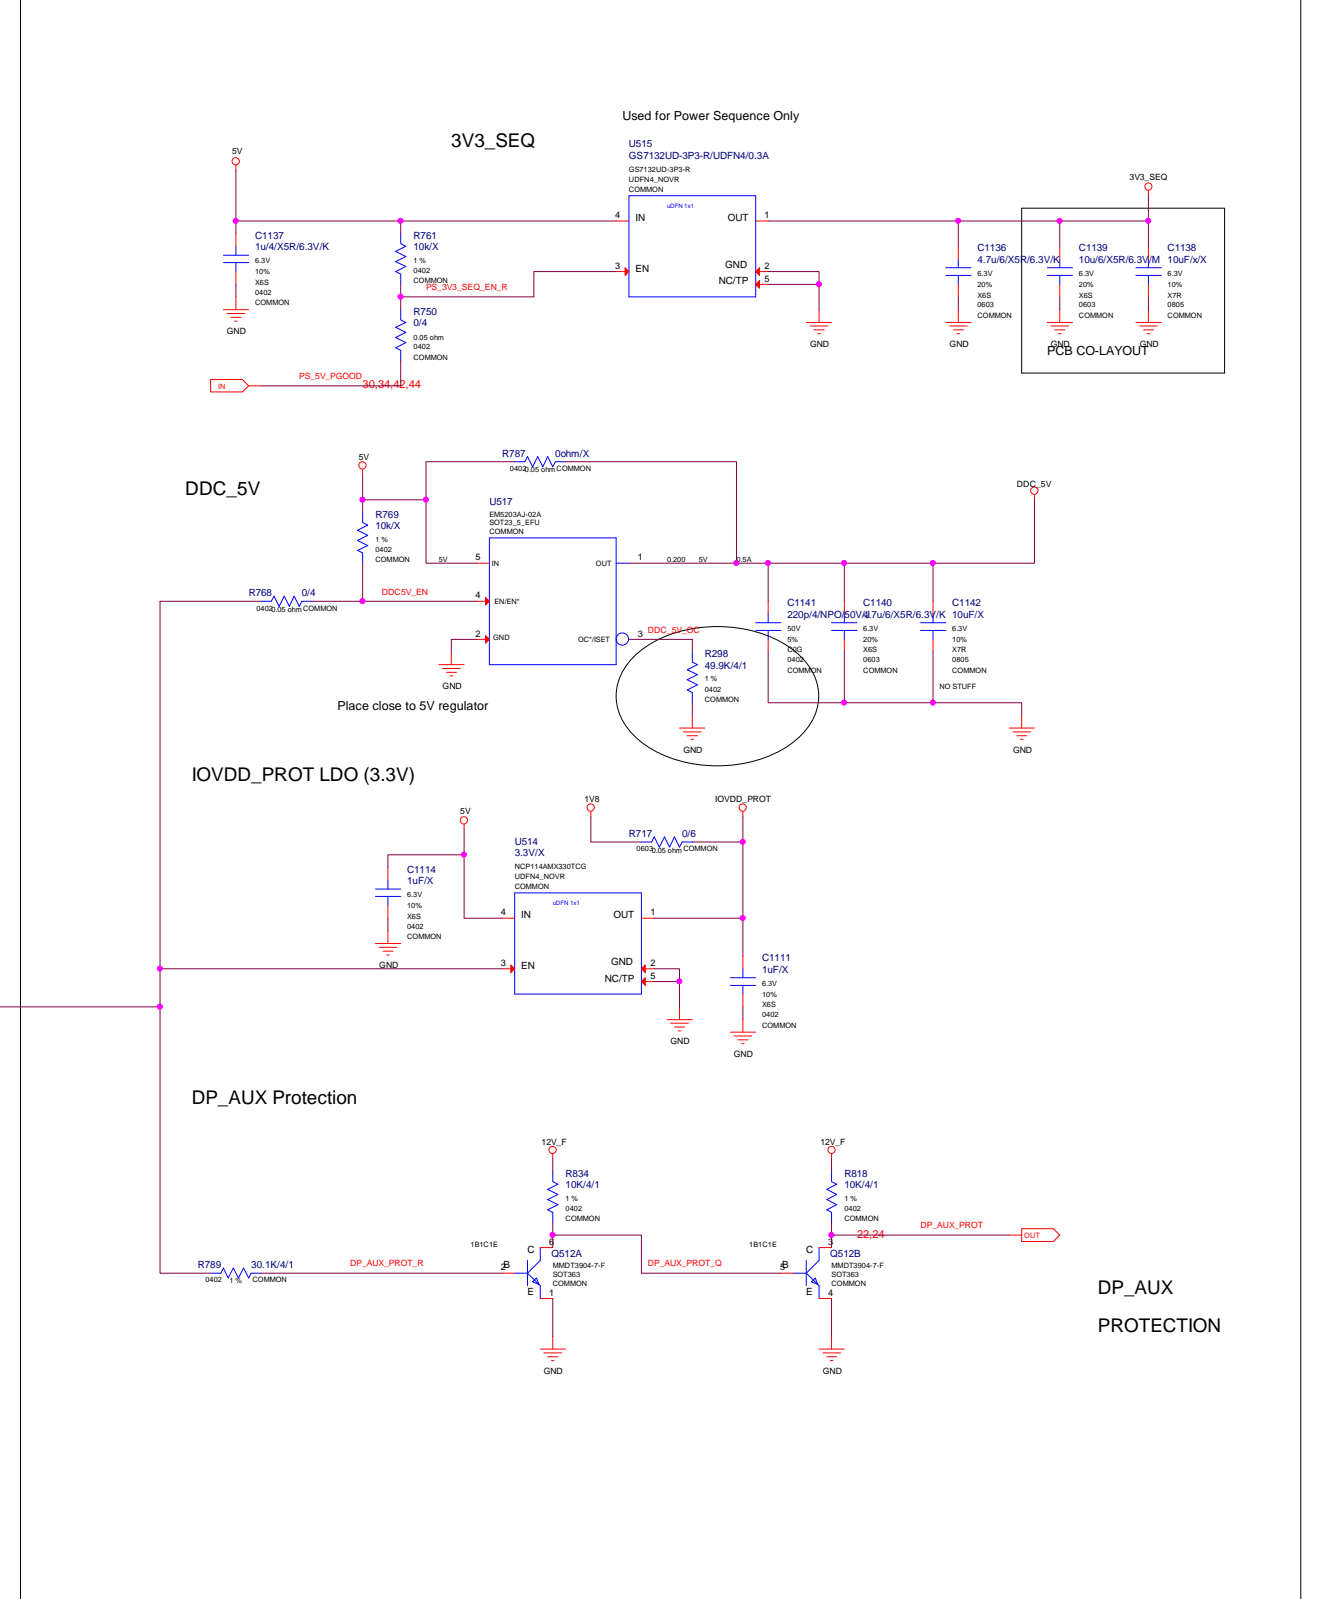 Used for Power Sequence Only
3V3_SEQ
U515
GS7132UD-3P3-R/UDFN4/0.3A
GS7132UD-3P3-R
UDFN4_NOVR
COMMON
uDFN 1x1
5V
3V3_SEQ
4
IN
OUT
1
3
EN
GND
2
NC/TP
5
C1137
1u/4/X5R/6.3V/K
6.3V
10%
X6S
0402
COMMON
GND
R761
10k/X
1 %
0402
COMMON
PS_3V3_SEQ_EN_R
R750
0/4
0.05 ohm
0402
COMMON
IN
PS_5V_PGOOD
30,34,42,44
GND
C1136
4.7u/6/X5R/6.3V/K
6.3V
20%
X6S
0603
COMMON
GND
C1139
10u/6/X5R/6.3V/M
6.3V
20%
X6S
0603
COMMON
GND
C1138
10uF/x/X
6.3V
10%
X7R
0805
COMMON
GND
PCB CO-LAYOUT
DDC_5V
5V
R787
0ohm/X
0402
0.05 ohm
COMMON
DDC_5V
R769
10k/X
1 %
0402
COMMON
U517
EM5203AJ-02A
SOT23_5_EFU
COMMON
5V
5
IN
OUT
1
0.200
5V
0.5A
R768
0/4
0402
0.05 ohm
COMMON
DDC5V_EN
4
EN/EN*
2
GND
OC*/ISET
3
DDC_5V_OC
GND
R298
49.9K/4/1
1 %
0402
COMMON
GND
C1141
220p/4/NPO/50V/J
50V
5%
C0G
0402
COMMON
C1140
4.7u/6/X5R/6.3V/K
6.3V
20%
X6S
0603
COMMON
C1142
10uF/X
6.3V
10%
X7R
0805
COMMON
NO STUFF
GND
Place close to 5V regulator
IOVDD_PROT LDO (3.3V)
5V
1V8
IOVDD_PROT
R717
0/6
0603
0.05 ohm
COMMON
U514
3.3V/X
NCP114AMX330TCG
UDFN4_NOVR
COMMON
uDFN 1x1
C1114
1uF/X
6.3V
10%
X6S
0402
COMMON
GND
4
IN
OUT
1
3
EN
GND
2
NC/TP
5
GND
C1111
1uF/X
6.3V
10%
X6S
0402
COMMON
GND
DP_AUX Protection
12V_F
R834
10K/4/1
1 %
0402
COMMON
12V_F
R818
10K/4/1
1 %
0402
COMMON
22,24
DP_AUX_PROT
OUT
R789
30.1K/4/1
0402
1 %
COMMON
DP_AUX_PROT_R
1B1C1E
2
B
C
6
E
1
Q512A
MMDT3904-7-F
SOT363
COMMON
GND
DP_AUX_PROT_Q
1B1C1E
5
B
C
3
E
4
Q512B
MMDT3904-7-F
SOT363
COMMON
GND
DP_AUX
PROTECTION